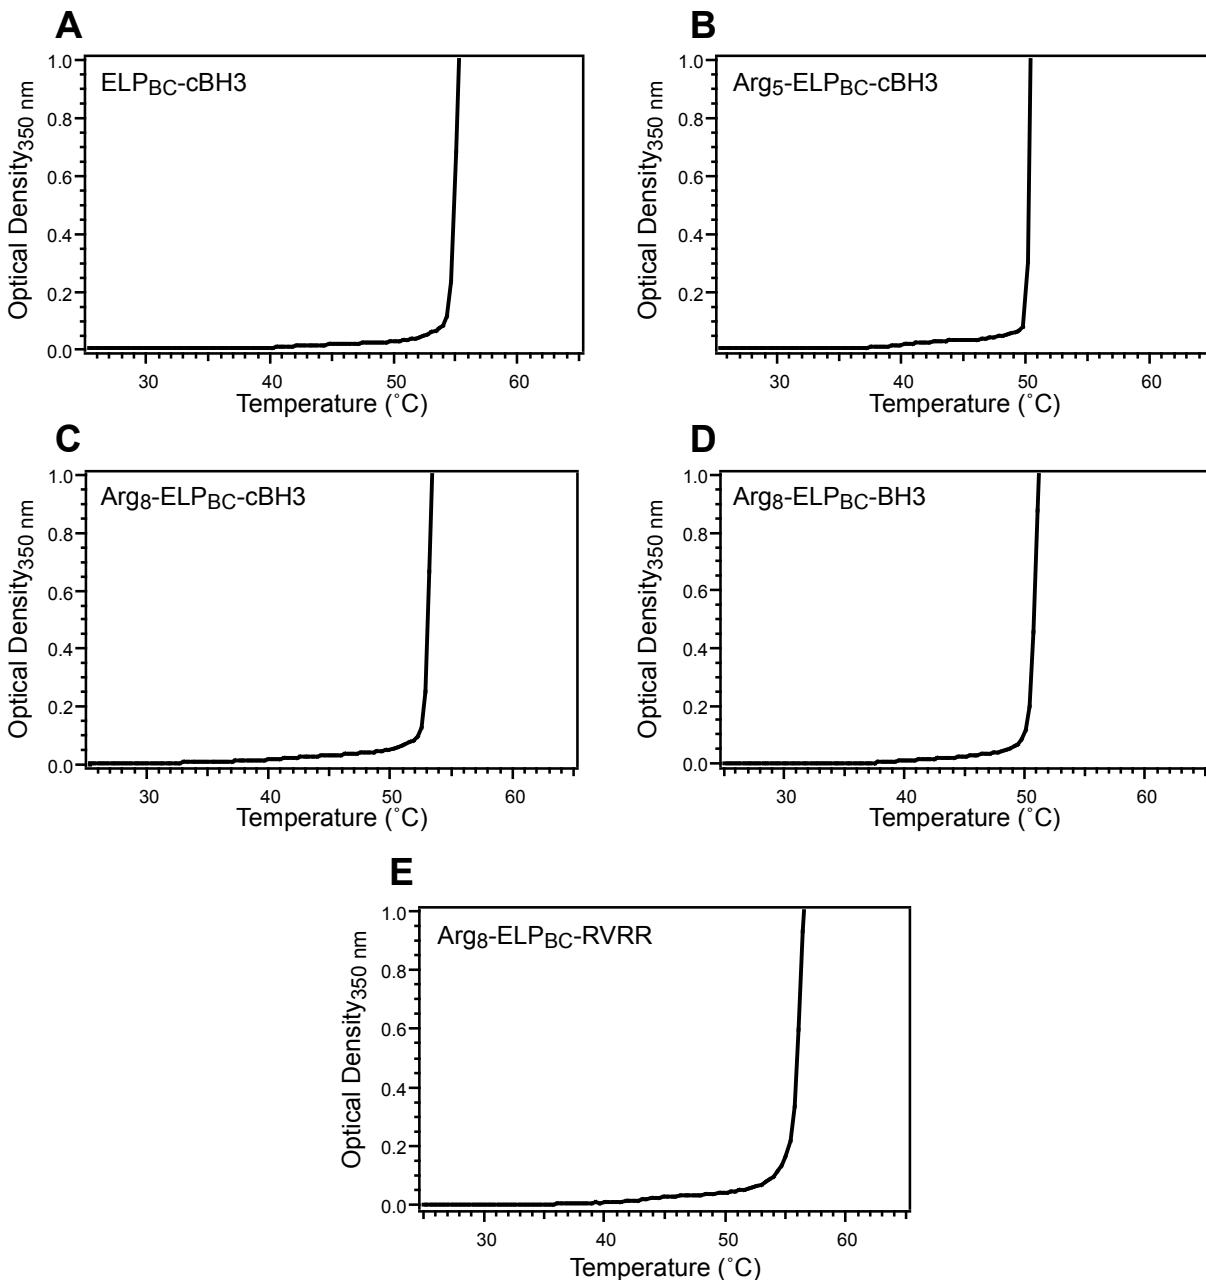 A
ELPBC-cBH3
Optical Density350 nm
1.0
0.8
0.6
0.4
0.2
0.0
30 40 50 60
Temperature (˚C)
B
Arg5-ELPBC-cBH3
Optical Density350 nm
1.0
0.8
0.6
0.4
0.2
30 40 50 60
Temperature (˚C)
C
Arg8-ELPBC-cBH3
Optical Density350 nm
1.0
0.8
0.6
0.4
0.2
0.0
30 40 50 60
Temperature (˚C)
D
Arg8-ELPBC-BH3
Optical Density350 nm
1.0
0.8
0.6
0.4
0.2
0.0
30 40 50 60
Temperature (˚C)
E
Arg8-ELPBC-RVRR
Optical Density350 nm
1.0
0.8
0.6
0.4
0.2
0.0
30 40 50 60
Temperature (˚C)